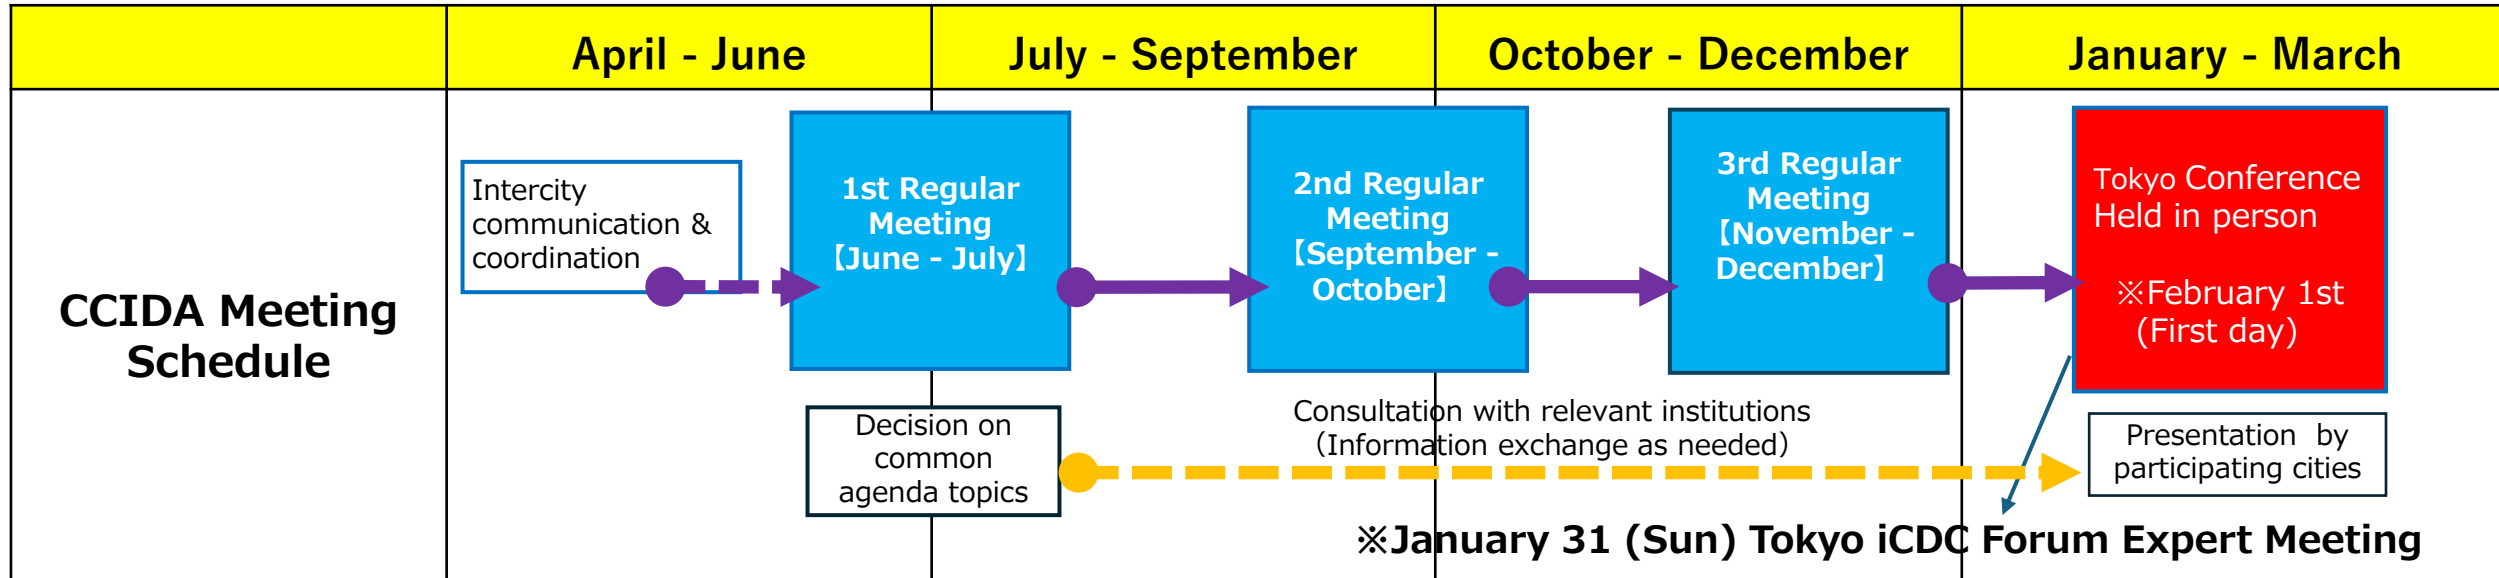 April - June
July - September
October - December
January - March
CCIDA Meeting
Schedule
Intercity
communication &
coordination
1st Regular
Meeting
【June - July】
2nd Regular
Meeting
【September -
October】
3rd Regular
Meeting
【November -
December】
Tokyo Conference
Held in person
※February 1st
(First day)
Decision on
common
agenda topics
Consultation with relevant institutions
（Information exchange as needed）
Presentation by
participating cities
※January 31 (Sun) Tokyo iCDC Forum Expert Meeting